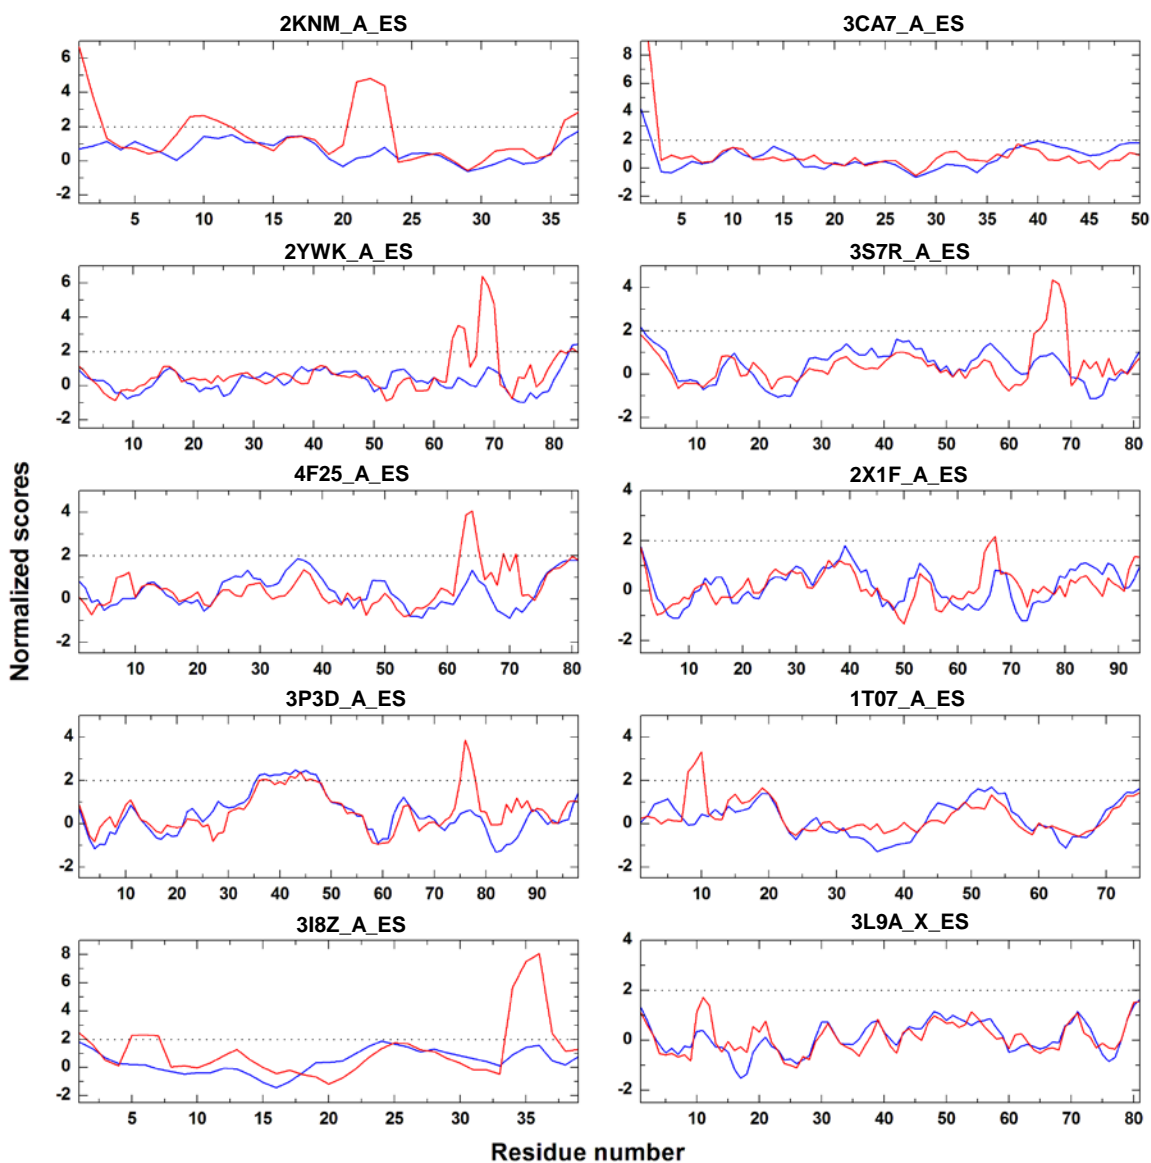 2KNM_A_ES
3CA7_A_ES
6
4
2
0
-2
5 10 15 20 25 30 35
8
6
4
2
0
-2
5 10 15 20 25 30 35 40 45 50
2YWK_A_ES
3S7R_A_ES
6
4
2
0
-2
10 20 30 40 50 60 70 80
4
2
0
-2
10 20 30 40 50 60 70 80
4F25_A_ES
2X1F_A_ES
4
2
0
-2
10 20 30 40 50 60 70 80
4
2
0
-2
10 20 30 40 50 60 70 80 90
3P3D_A_ES
1T07_A_ES
4
2
0
-2
10 20 30 40 50 60 70 80 90
4
2
0
-2
10 20 30 40 50 60 70
3I8Z_A_ES
3L9A_X_ES
8
6
4
2
0
-2
5 10 15 20 25 30 35
4
2
0
-2
10 20 30 40 50 60 70 80
Normalized scores
Residue number